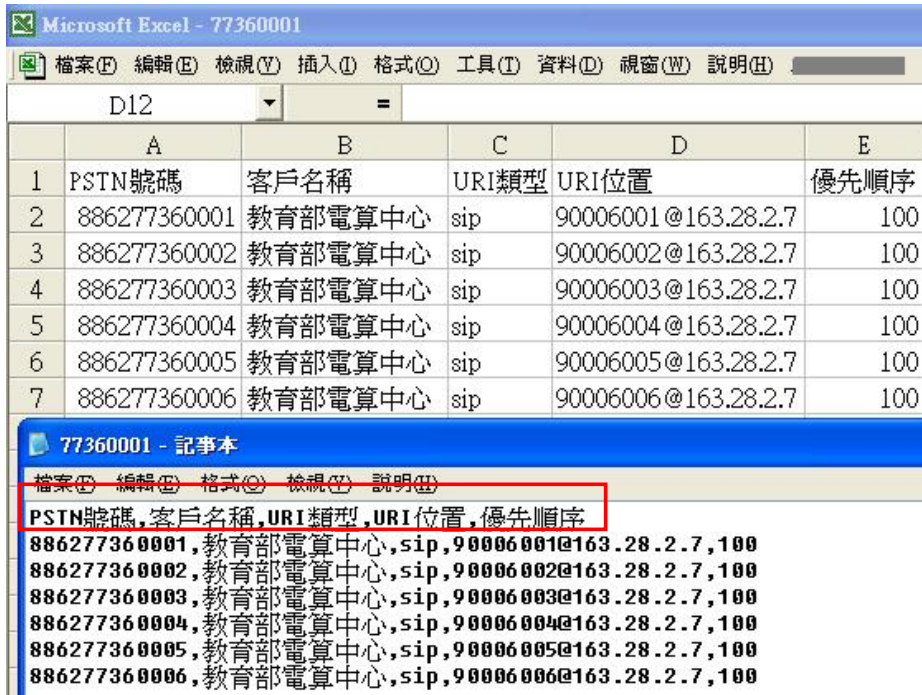 Microsoft Excel - 77360001
檔案(F) 編輯(E) 檢視(V) 插入(I) 格式(O) 工具(T) 資料(D) 視窗(W) 說明(H)
D12 =
A B C D E
1 PSTN號碼 客戶名稱 URI類型 URI位置 優先順序
2 886277360001 教育部電算中心 sip 90006001@163.28.2.7 100
3 886277360002 教育部電算中心 sip 90006002@163.28.2.7 100
4 886277360003 教育部電算中心 sip 90006003@163.28.2.7 100
5 886277360004 教育部電算中心 sip 90006004@163.28.2.7 100
6 886277360005 教育部電算中心 sip 90006005@163.28.2.7 100
7 886277360006 教育部電算中心 sip 90006006@163.28.2.7 100
77360001 - 記事本
檔案(F) 編輯(E) 格式(O) 檢視(V) 說明(H)
PSTN號碼,客戶名稱,URI類型,URI位置,優先順序
886277360001,教育部電算中心,sip,90006001@163.28.2.7,100
886277360002,教育部電算中心,sip,90006002@163.28.2.7,100
886277360003,教育部電算中心,sip,90006003@163.28.2.7,100
886277360004,教育部電算中心,sip,90006004@163.28.2.7,100
886277360005,教育部電算中心,sip,90006005@163.28.2.7,100
886277360006,教育部電算中心,sip,90006006@163.28.2.7,100